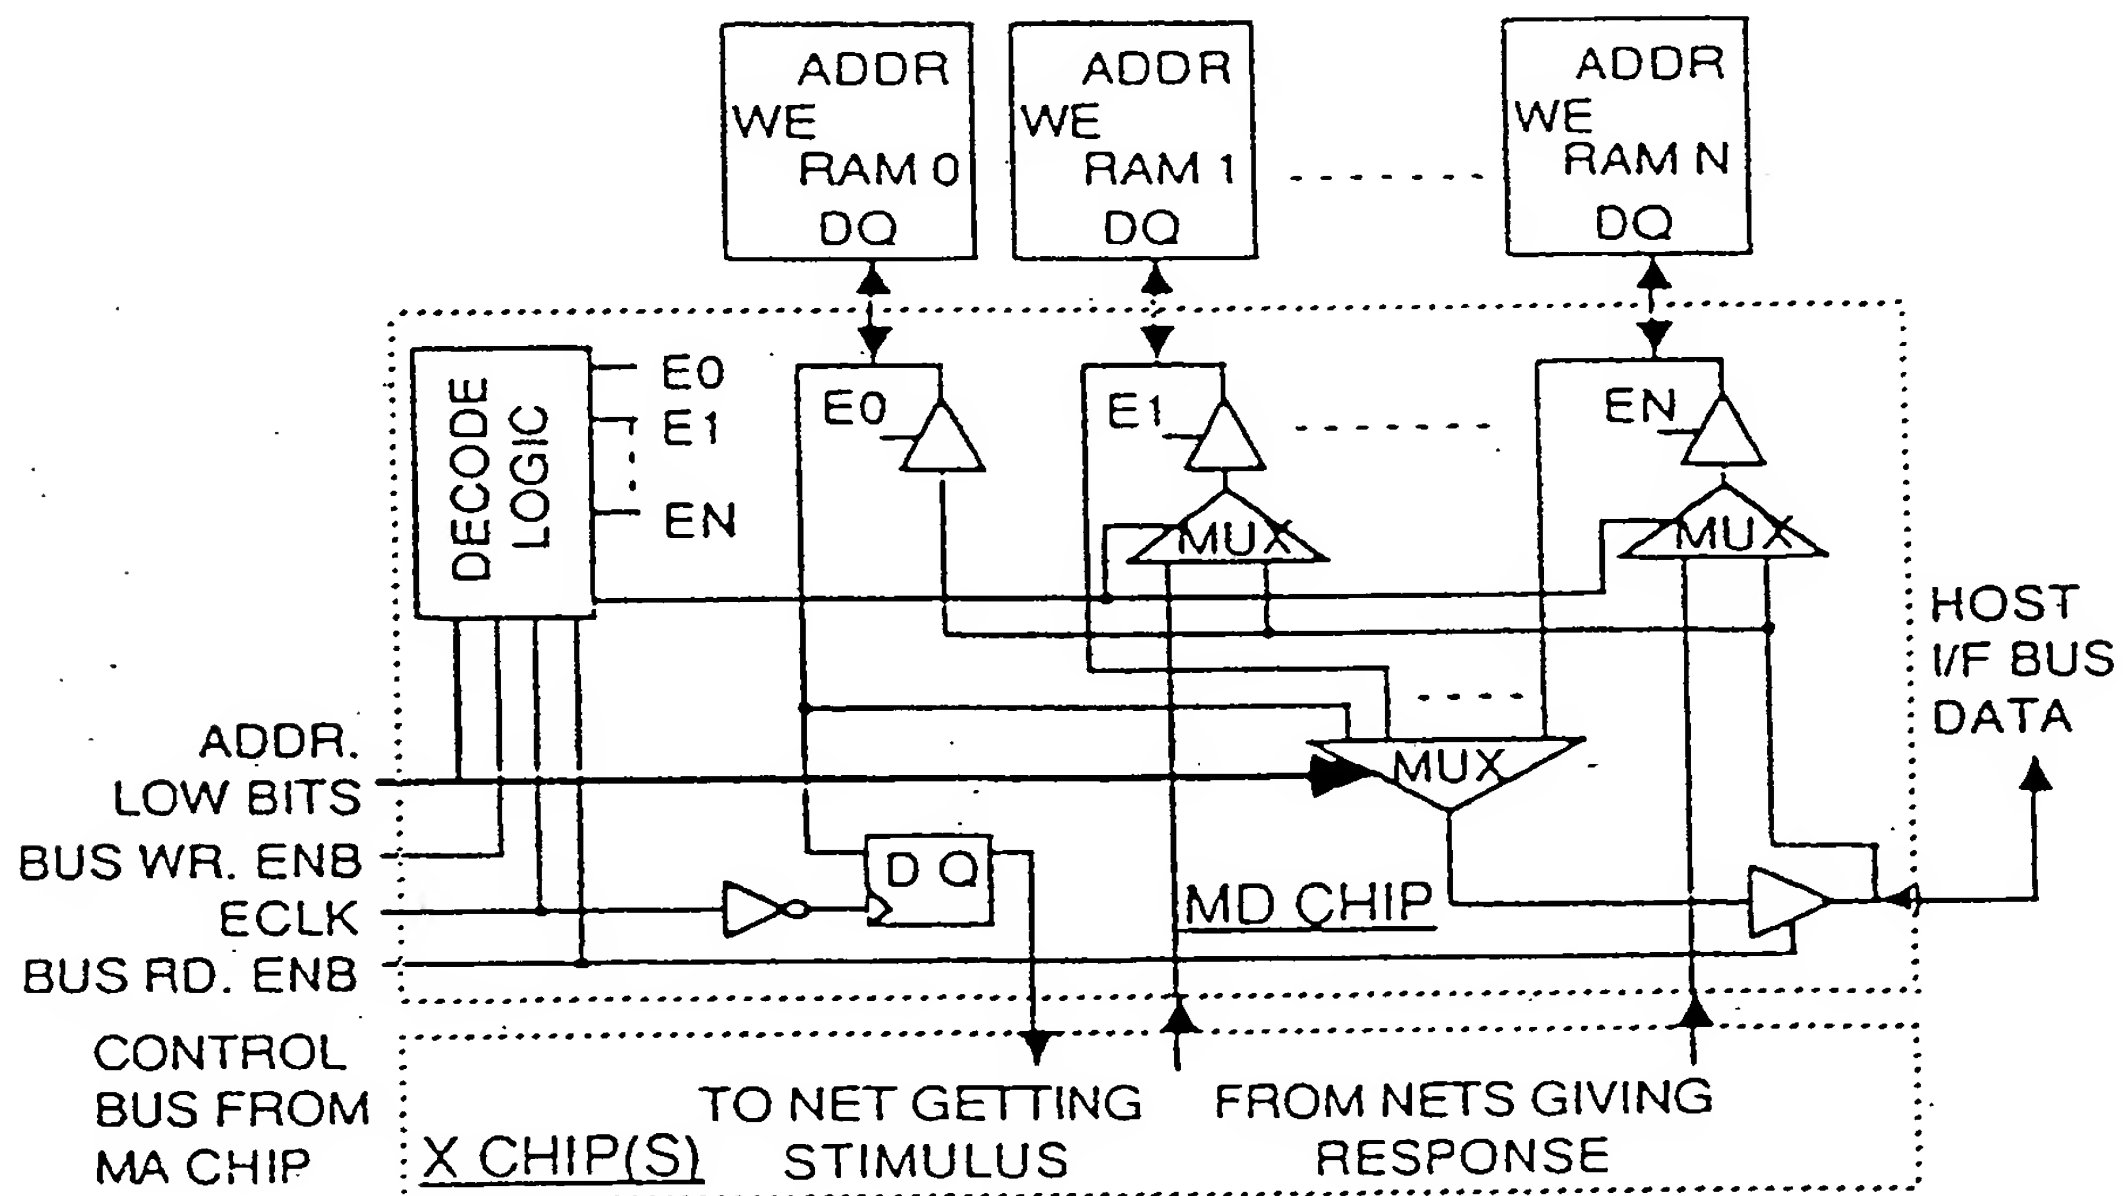 ADDR
WE
RAM 0
DQ
ADDR
WE
RAM 1
DQ
ADDR
WE
RAM N
DQ
DECODE
LOGIC
E0
E1
EN
E0
E1
EN
MUX
MUX
MUX
HOST
I/F BUS
DATA
ADDR.
LOW BITS
BUS WR. ENB
ECLK
BUS RD. ENB
D Q
MD CHIP
CONTROL
BUS FROM
MA CHIP
X CHIP(S)
TO NET GETTING
STIMULUS
FROM NETS GIVING
RESPONSE